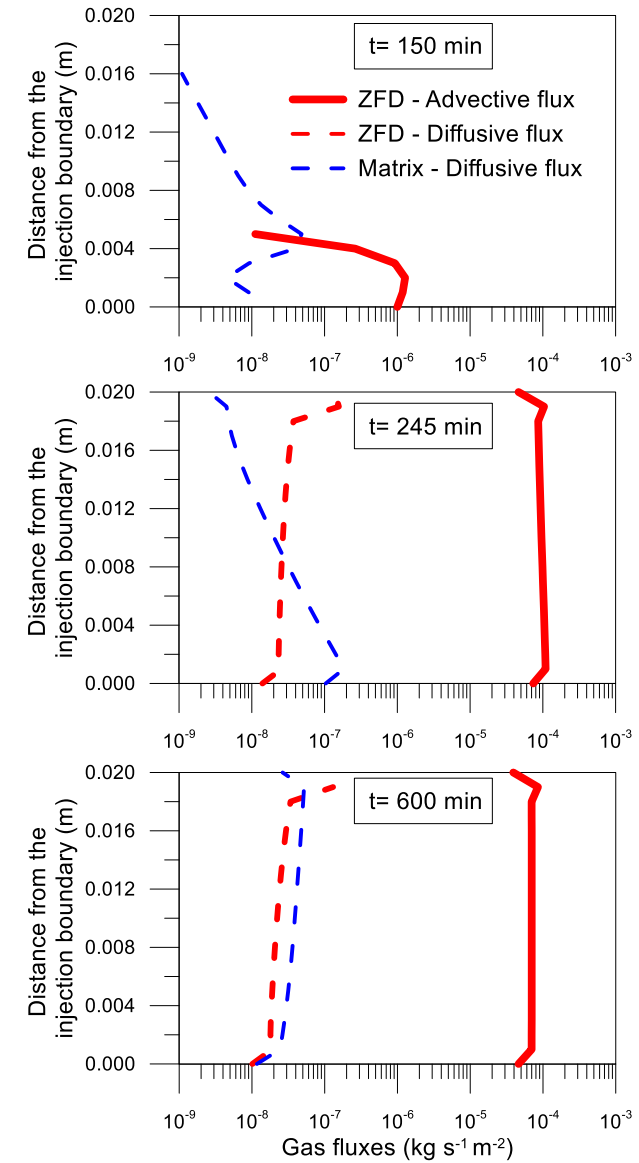 0.020
0.016
0.012
0.008
0.004
0.000
Distance from the
injection boundary (m)
t= 150 min
ZFD - Advective flux
ZFD - Diffusive flux
Matrix - Diffusive flux
10⁻⁹ 10⁻⁸ 10⁻⁷ 10⁻⁶ 10⁻⁵ 10⁻⁴ 10⁻³
0.020
0.016
0.012
0.008
0.004
0.000
Distance from the
injection boundary (m)
t= 245 min
10⁻⁹ 10⁻⁸ 10⁻⁷ 10⁻⁶ 10⁻⁵ 10⁻⁴ 10⁻³
0.020
0.016
0.012
0.008
0.004
0.000
Distance from the
injection boundary (m)
t= 600 min
10⁻⁹ 10⁻⁸ 10⁻⁷ 10⁻⁶ 10⁻⁵ 10⁻⁴ 10⁻³
Gas fluxes (kg s⁻¹ m⁻²)